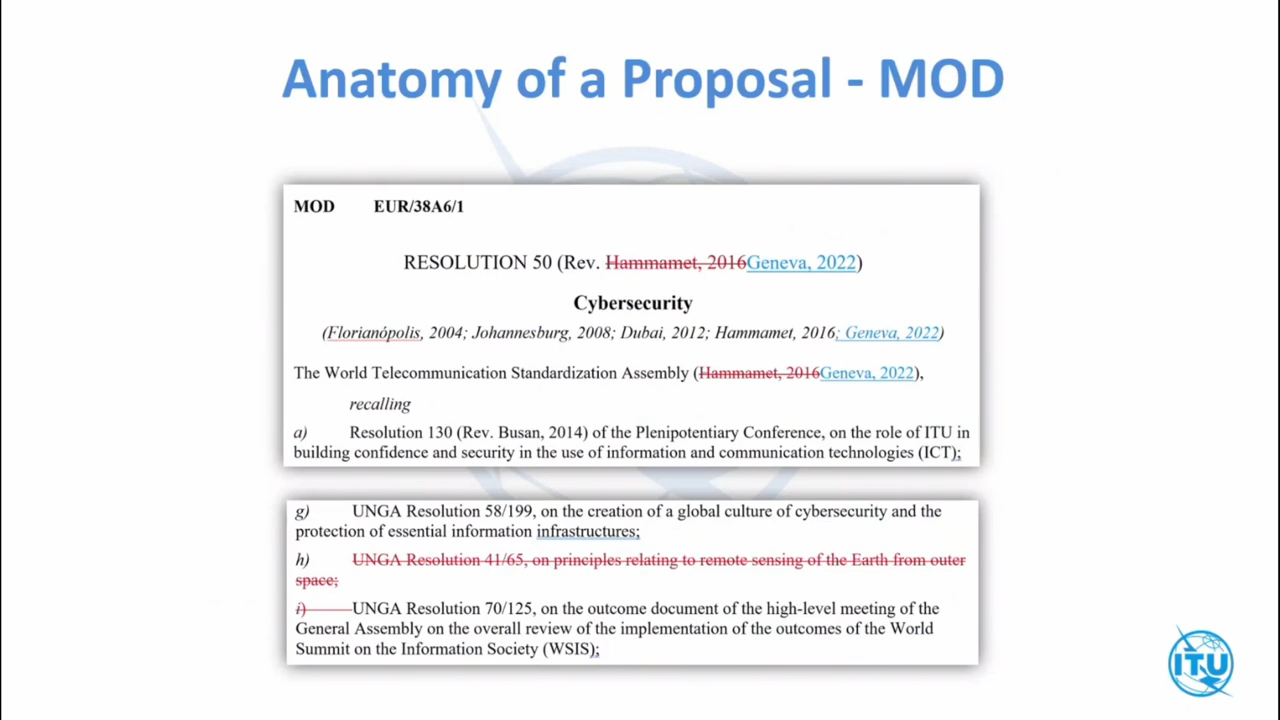 Anatomy of a Proposal - MOD
MOD EUR/38A6/1
RESOLUTION 50 (Rev. Hammamet, 2016Geneva, 2022)
Cybersecurity
(Florianópolis, 2004; Johannesburg, 2008; Dubai, 2012; Hammamet, 2016; Geneva, 2022)
The World Telecommunication Standardization Assembly (Hammamet, 2016Geneva, 2022),
recalling
a) Resolution 130 (Rev. Busan, 2014) of the Plenipotentiary Conference, on the role of ITU in
building confidence and security in the use of information and communication technologies (ICT);
g) UNGA Resolution 58/199, on the creation of a global culture of cybersecurity and the
protection of essential information infrastructures;
h) UNGA Resolution 41/65, on principles relating to remote sensing of the Earth from outer
space;
i) UNGA Resolution 70/125, on the outcome document of the high-level meeting of the
General Assembly on the overall review of the implementation of the outcomes of the World
Summit on the Information Society (WSIS);
ITU